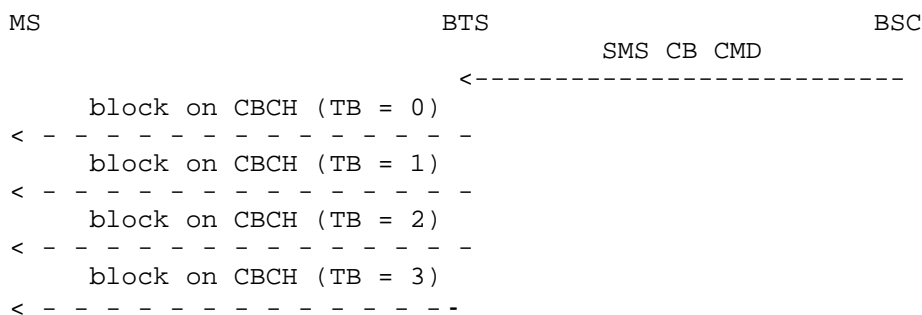 MS BTS BSC
SMS CB CMD
<---------------------------
block on CBCH (TB = 0)
< - - - - - - - - - - - - - -
block on CBCH (TB = 1)
< - - - - - - - - - - - - - -
block on CBCH (TB = 2)
< - - - - - - - - - - - - - -
block on CBCH (TB = 3)
< - - - - - - - - - - - - - -